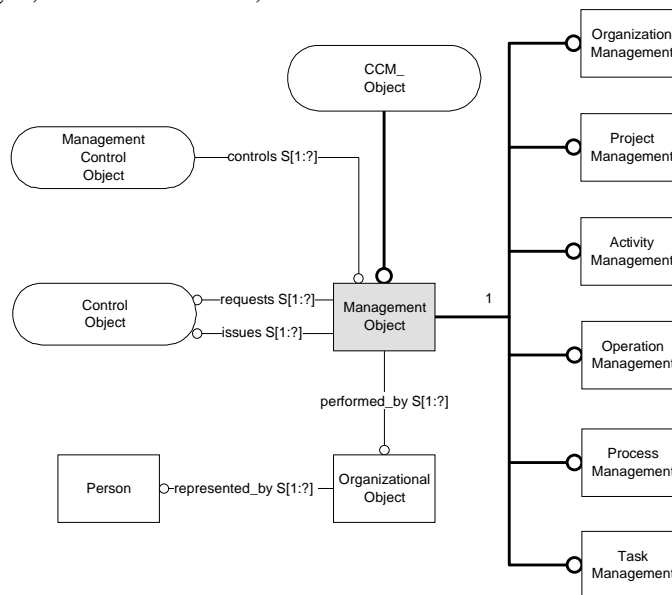 CCM_
Object
Organization
Management
Management
Control
Object
controls S[1:?]
Project
Management
Activity
Management
Control
Object
requests S[1:?]
issues S[1:?]
Management
Object
1
Operation
Management
performed_by S[1:?]
Person
represented_by S[1:?]
Organizational
Object
Process
Management
Task
Management